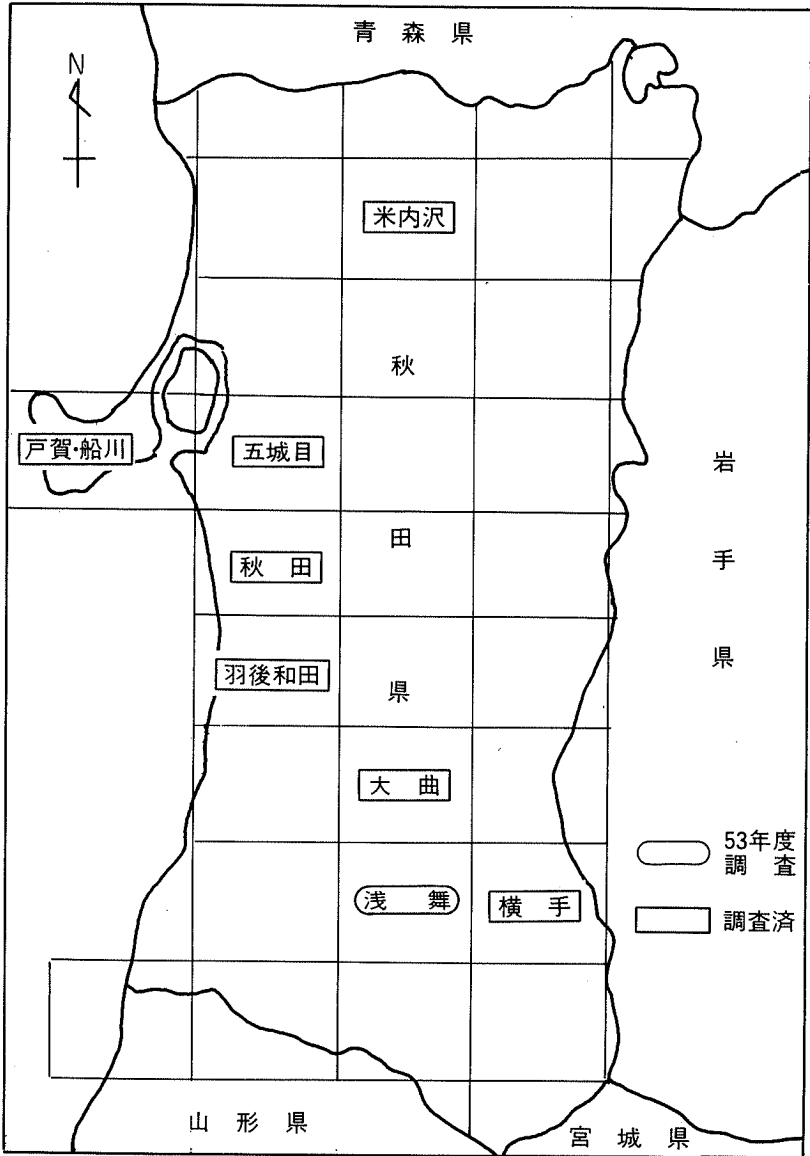 青森県
N
米内沢
秋田県
戸賀・船川
五城目
岩手県
秋田
羽後和田
大曲
53年度
調査
浅舞
横手
調査済
山形県
宮城県